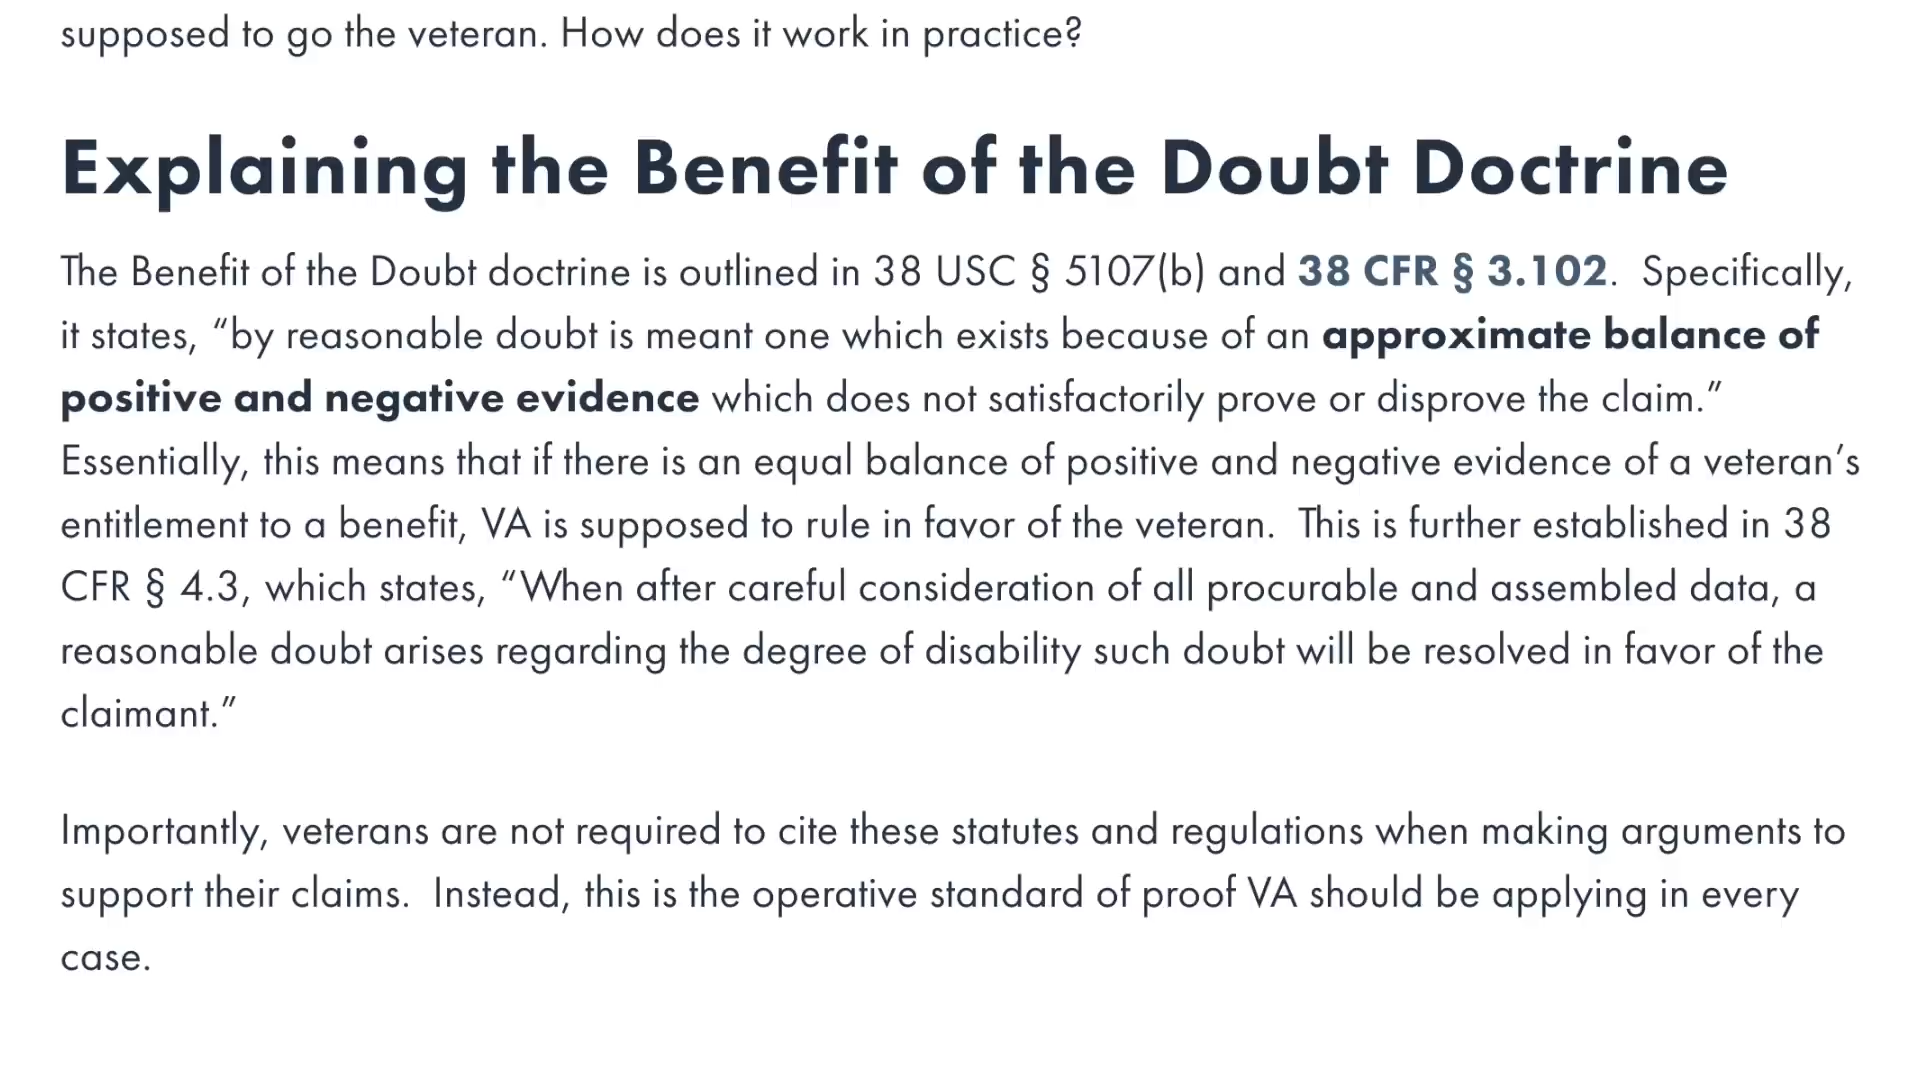 supposed to go the veteran. How does it work in practice?
Explaining the Benefit of the Doubt Doctrine
The Benefit of the Doubt doctrine is outlined in 38 USC § 5107(b) and 38 CFR § 3.102.  Specifically,
it states, “by reasonable doubt is meant one which exists because of an approximate balance of
positive and negative evidence which does not satisfactorily prove or disprove the claim.”
Essentially, this means that if there is an equal balance of positive and negative evidence of a veteran’s
entitlement to a benefit, VA is supposed to rule in favor of the veteran.  This is further established in 38
CFR § 4.3, which states, “When after careful consideration of all procurable and assembled data, a
reasonable doubt arises regarding the degree of disability such doubt will be resolved in favor of the
claimant.”
Importantly, veterans are not required to cite these statutes and regulations when making arguments to
support their claims.  Instead, this is the operative standard of proof VA should be applying in every
case.